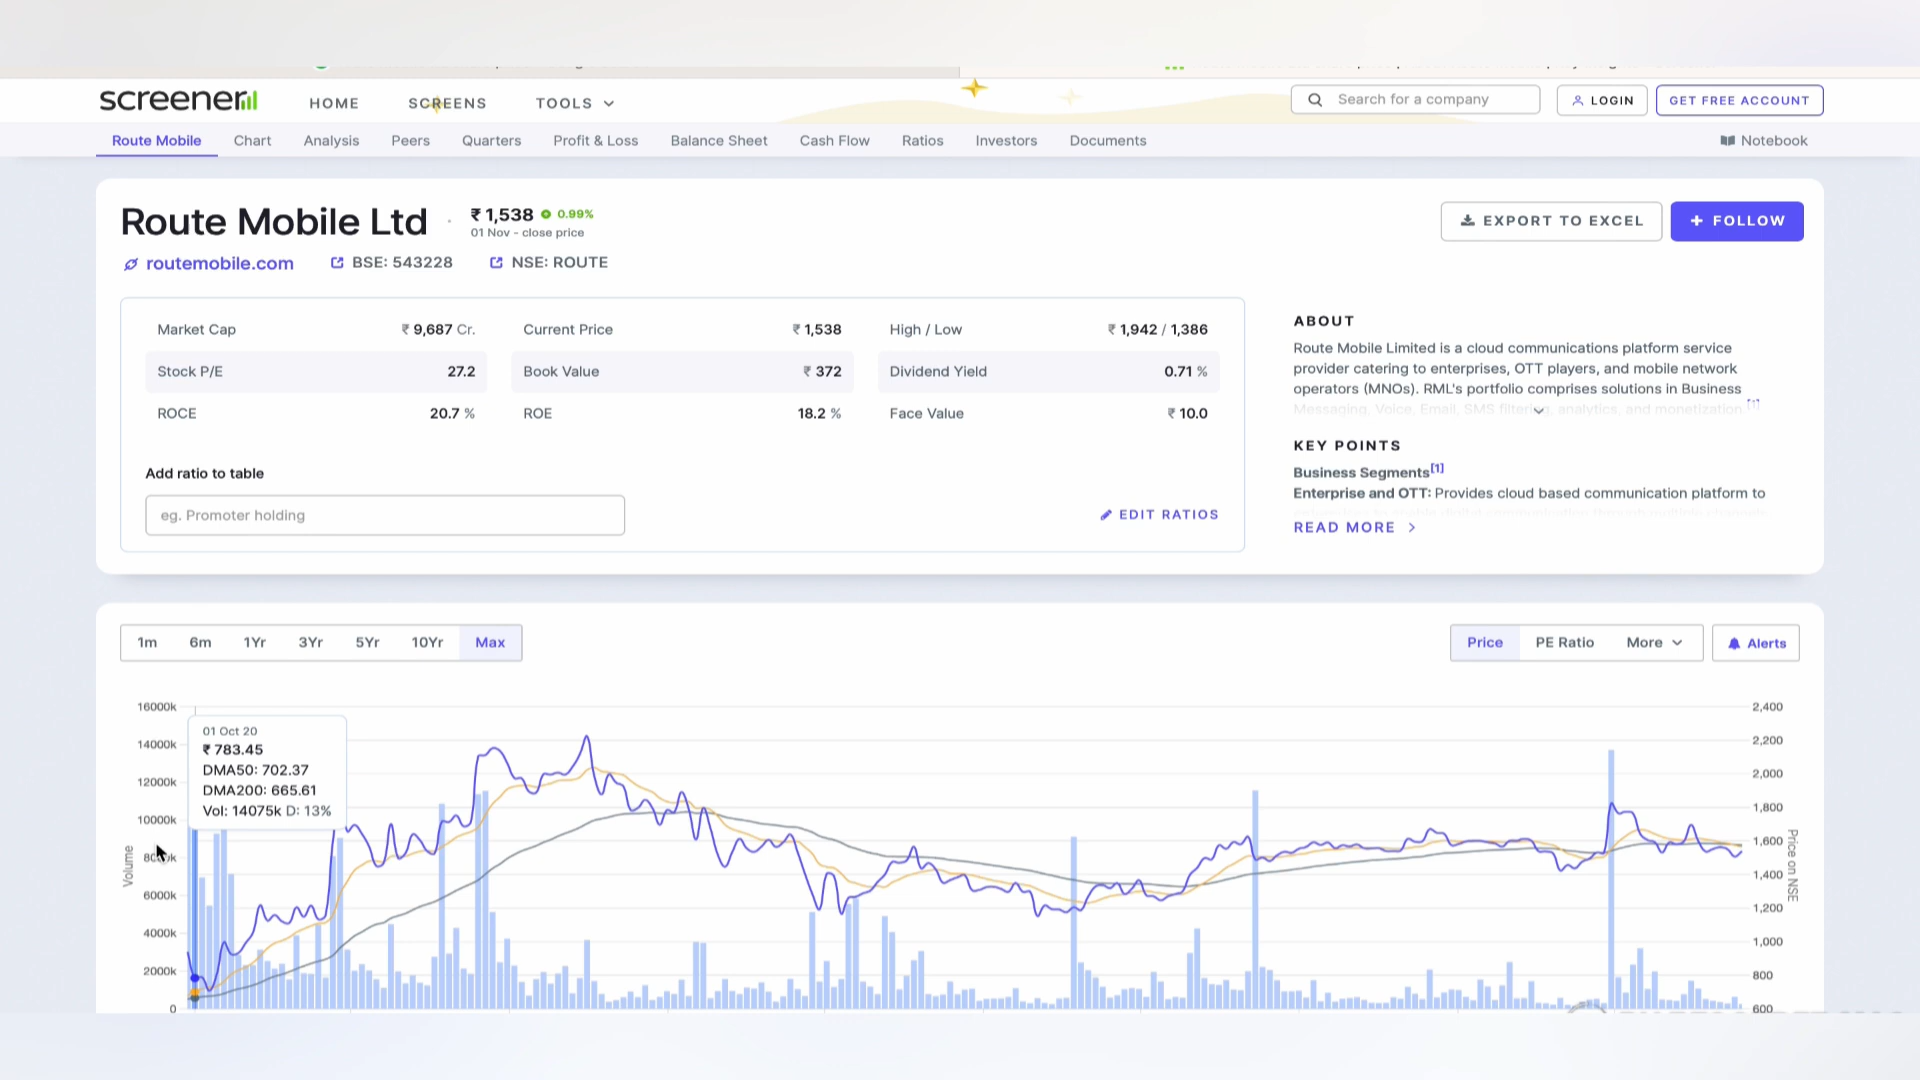 screener
HOME SCREENS TOOLS
Search for a company
LOGIN
GET FREE ACCOUNT
Route Mobile Chart Analysis Peers Quarters Profit & Loss Balance Sheet Cash Flow Ratios Investors Documents
Notebook
Route Mobile Ltd
₹ 1,538 0.99%
01 Nov - close price
EXPORT TO EXCEL
+ FOLLOW
routemobile.com BSE: 543228 NSE: ROUTE
Market Cap ₹ 9,687 Cr.
Current Price ₹ 1,538
High / Low ₹ 1,942 / 1,386
Stock P/E 27.2
Book Value ₹ 372
Dividend Yield 0.71 %
ROCE 20.7 %
ROE 18.2 %
Face Value ₹ 10.0
Add ratio to table
eg. Promoter holding
EDIT RATIOS
ABOUT
Route Mobile Limited is a cloud communications platform service
provider catering to enterprises, OTT players, and mobile network
operators (MNOs). RML's portfolio comprises solutions in Business
Messaging, Voice, Email, SMS filtering, analytics, and monetization. [1]
KEY POINTS
Business Segments[1]
Enterprise and OTT: Provides cloud based communication platform to
READ MORE
1m 6m 1Yr 3Yr 5Yr 10Yr Max
Price PE Ratio More
Alerts
16000k
14000k
12000k
10000k
6000k
4000k
2000k
0
Volume
01 Oct 20
₹ 783.45
DMA50: 702.37
DMA200: 665.61
Vol: 14075k D: 13%
2,400
2,200
2,000
1,800
1,600
1,400
1,200
1,000
800
600
Price on NSE